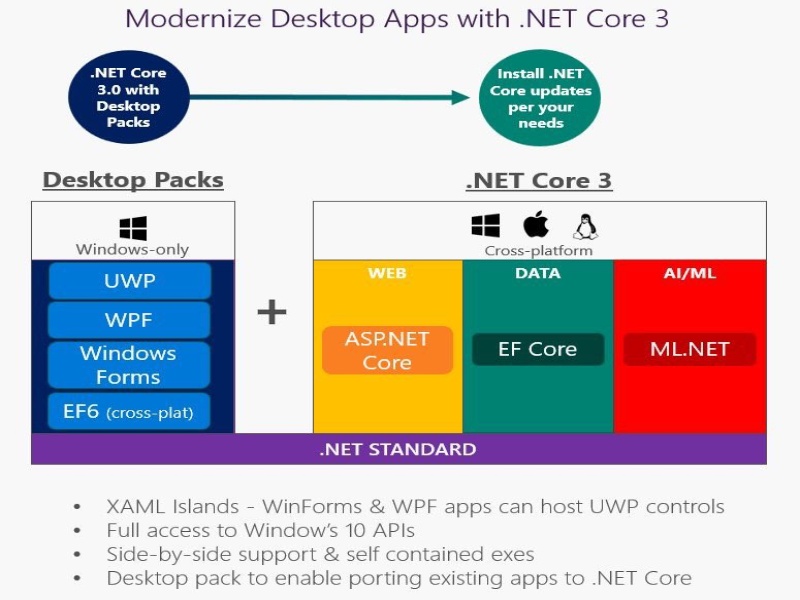 Modernize Desktop Apps with .NET Core 3
.NET Core
3.0 with
Desktop
Packs
Install .NET
Core updates
per your
needs
Desktop Packs
.NET Core 3
Windows-only
Cross-platform
UWP
WPF
Windows
Forms
EF6 (cross-plat)
+
WEB
ASP.NET
Core
DATA
EF Core
AI/ML
ML.NET
.NET STANDARD
• XAML Islands - WinForms & WPF apps can host UWP controls
• Full access to Window's 10 APIs
• Side-by-side support & self contained exes
• Desktop pack to enable porting existing apps to .NET Core